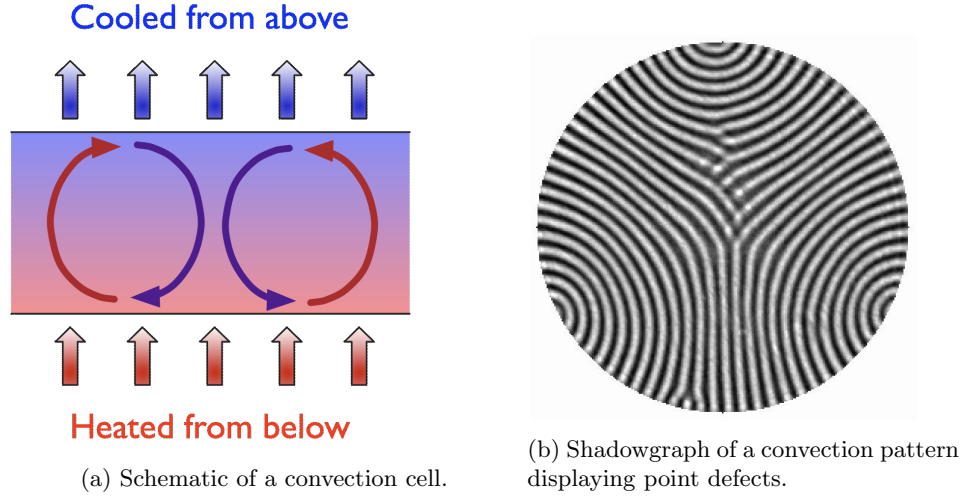 Cooled from above
Heated from below
(a) Schematic of a convection cell.
(b) Shadowgraph of a convection pattern
displaying point defects.